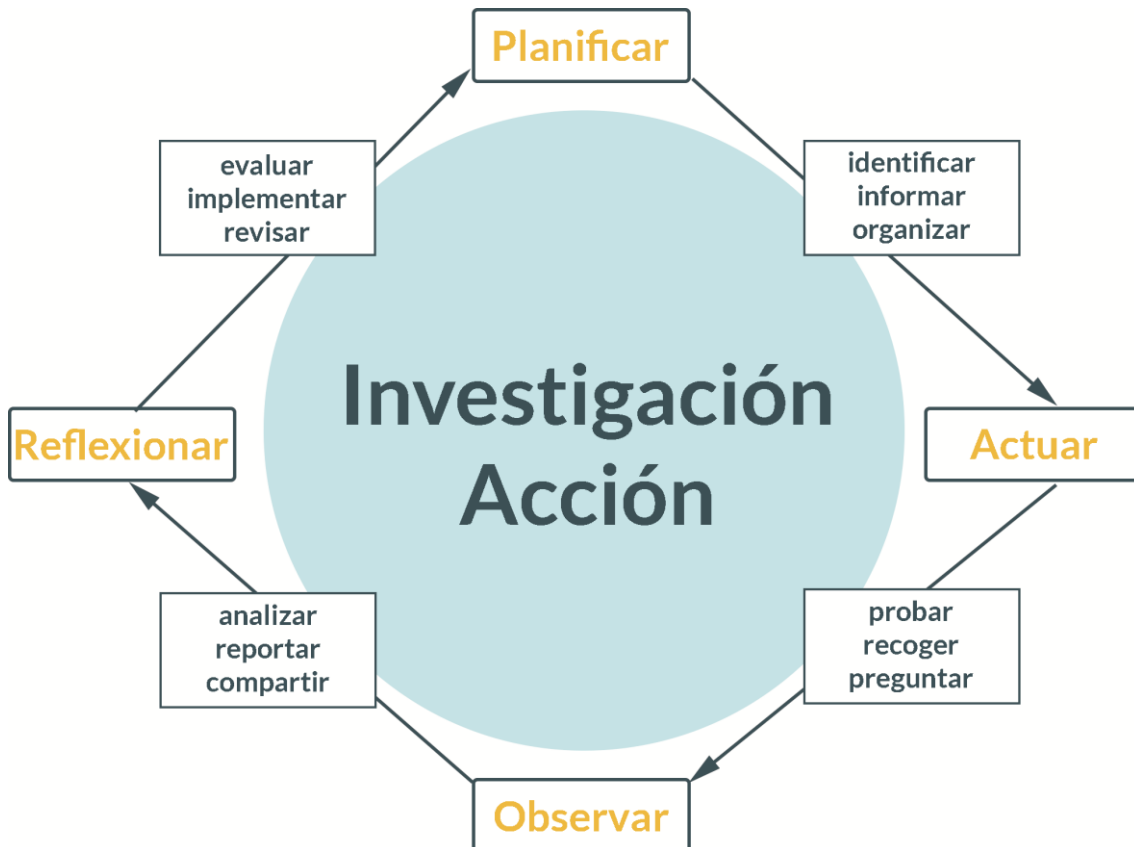 Planificar
evaluar
implementar
revisar
identificar
informar
organizar
Investigación
Acción
Reflexionar
Actuar
analizar
reportar
compartir
probar
recoger
preguntar
Observar